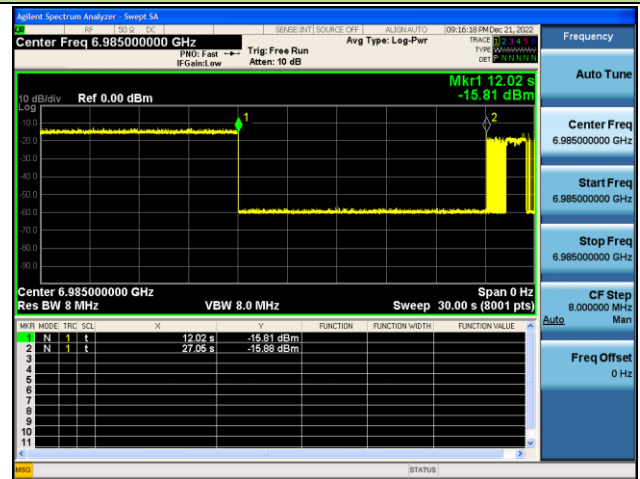 Agilent Spectrum Analyzer - Swept SA
RF 50 Ω DC SENSE:INT SOURCE OFF ALIGNAUTO 09:16:18 PM Dec 21, 2022
Center Freq 6.985000000 GHz
PNO: Fast
IFGain:Low
Trig: Free Run
Atten: 10 dB
Avg Type: Log-Pwr
TRACE 1 2 3 4 5 6
TYPE
DET P N N N N N
Mkr1 12.02 s
-15.81 dBm
10 dB/div Ref 0.00 dBm
Log
-10.0
-20.0
-30.0
-40.0
-50.0
-60.0
-70.0
-80.0
-90.0
1
2
Center 6.985000000 GHz Span 0 Hz
Res BW 8 MHz VBW 8.0 MHz Sweep 30.00 s (8001 pts)
MKR MODE TRC SCL X Y FUNCTION FUNCTION WIDTH FUNCTION VALUE
1 N 1 t 12.02 s -15.81 dBm
2 N 1 t 27.05 s -15.88 dBm
3
4
5
6
7
8
9
10
11
MSG STATUS
Frequency
Auto Tune
Center Freq
6.985000000 GHz
Start Freq
6.985000000 GHz
Stop Freq
6.985000000 GHz
CF Step
8.000000 MHz
Auto Man
Freq Offset
0 Hz